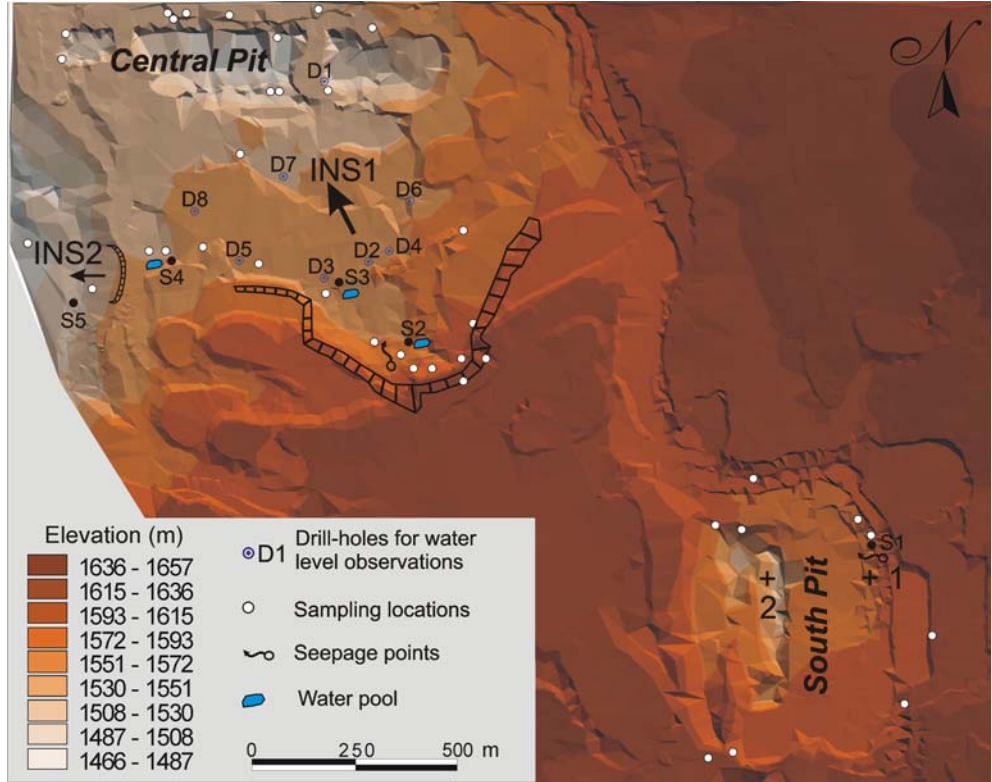 N
Central Pit
D1
D7
INS1
D6
D8
INS2
D5
D2
D4
S4
D3
S3
S5
S2
S1
+
2
+
1
South Pit
Elevation (m)
1636 - 1657
1615 - 1636
1593 - 1615
1572 - 1593
1551 - 1572
1530 - 1551
1508 - 1530
1487 - 1508
1466 - 1487
D1 Drill-holes for water
level observations
Sampling locations
Seepage points
Water pool
0 250 500 m